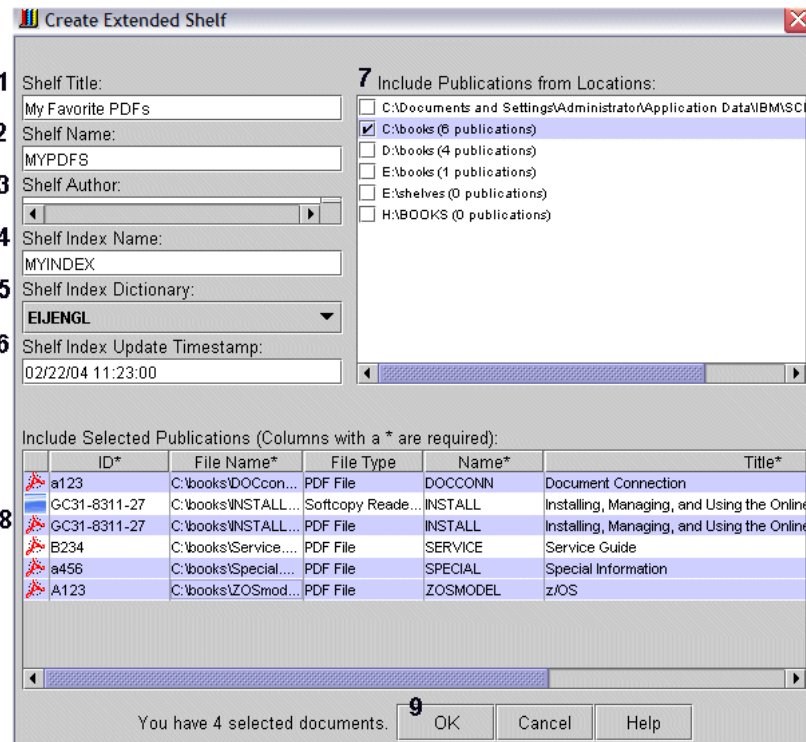 Create Extended Shelf
1 Shelf Title:
My Favorite PDFs
2 Shelf Name:
MYPDFS
3 Shelf Author:
4 Shelf Index Name:
MYINDEX
5 Shelf Index Dictionary:
EIJENGL
6 Shelf Index Update Timestamp:
02/22/04 11:23:00
7 Include Publications from Locations:
C:\Documents and Settings\Administrator\Application Data\IBM\SC
C:\books (6 publications)
D:\books (4 publications)
E:\books (1 publications)
E:\shelves (0 publications)
H:\BOOKS (0 publications)
Include Selected Publications (Columns with a * are required):
ID* File Name* File Type Name* Title*
8
a123 C:\books\DOCcon... PDF File DOCCONN Document Connection
GC31-8311-27 C:\books\INSTALL... Softcopy Reade... INSTALL Installing, Managing, and Using the Online
GC31-8311-27 C:\books\INSTALL... PDF File INSTALL Installing, Managing, and Using the Online
B234 C:\books\Service.... PDF File SERVICE Service Guide
a456 C:\books\Special.... PDF File SPECIAL Special Information
A123 C:\books\ZOSmod... PDF File ZOSMODEL z/OS
You have 4 selected documents. 9 OK Cancel Help